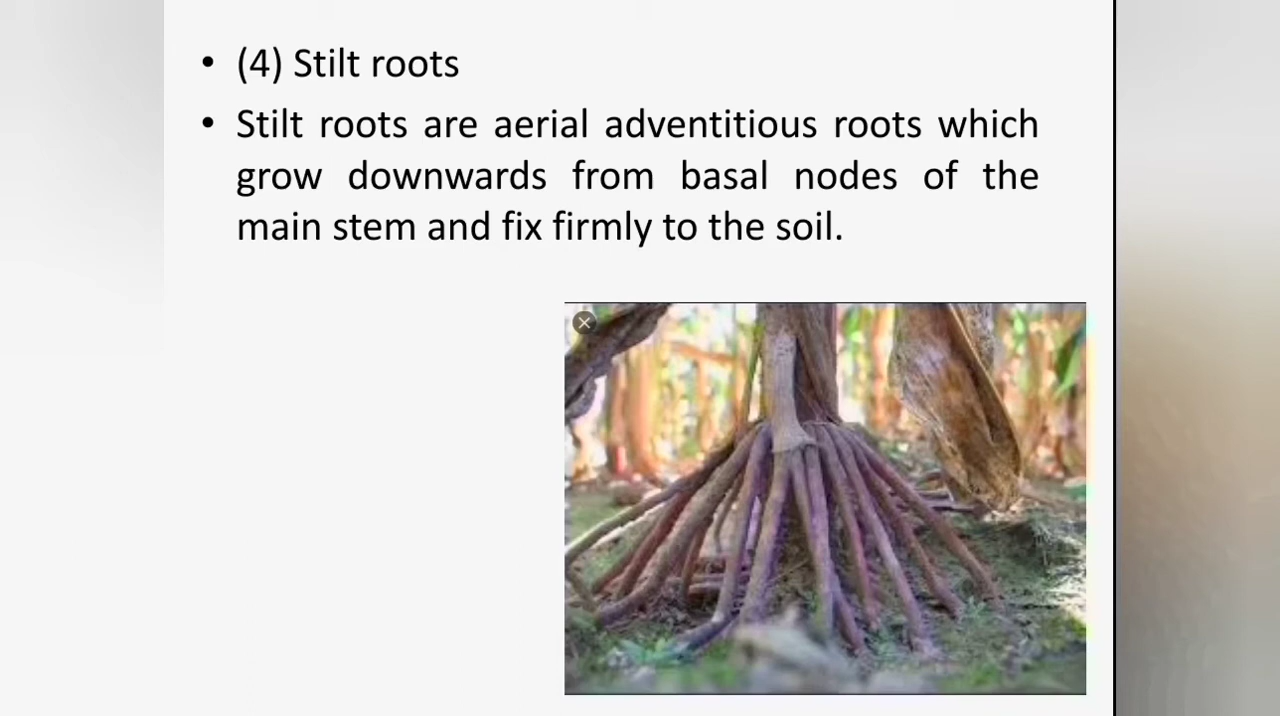 • (4) Stilt roots
• Stilt roots are aerial adventitious roots which
grow downwards from basal nodes of the
main stem and fix firmly to the soil.